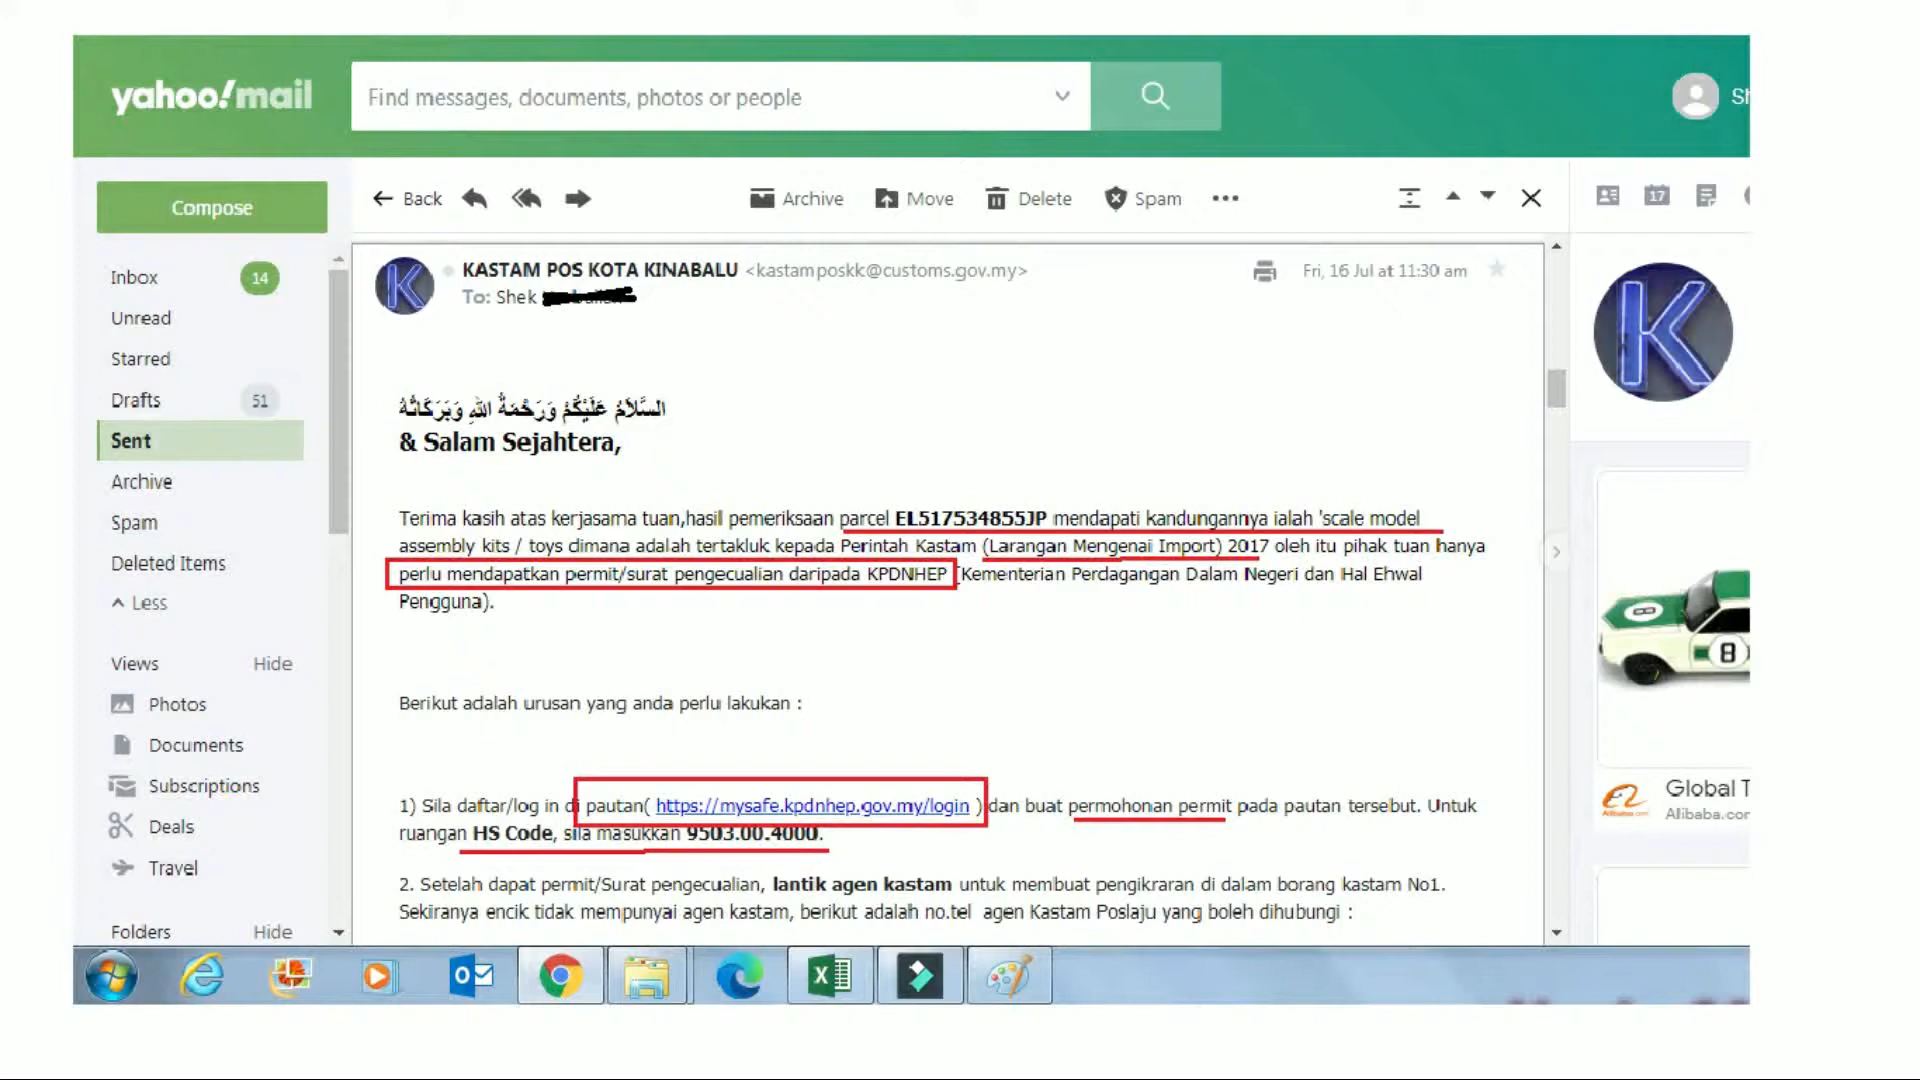 yahoo!mail
Find messages, documents, photos or people
Compose
Back
Archive
Move
Delete
Spam
17
Inbox 14
Unread
Starred
Drafts 51
Sent
Archive
Spam
Deleted Items
Less
Views Hide
Photos
Documents
Subscriptions
Deals
Travel
Folders Hide
KASTAM POS KOTA KINABALU <kastamposkk@customs.gov.my>
Fri, 16 Jul at 11:30 am
To: Shek
السَّلاَمُ عَلَيْكُمْ وَرَحْمَةُ اللهِ وَبَرَكَاتُهُ
& Salam Sejahtera,
Terima kasih atas kerjasama tuan,hasil pemeriksaan parcel EL517534855JP mendapati kandungannya ialah 'scale model
assembly kits / toys dimana adalah tertakluk kepada Perintah Kastam (Larangan Mengenai Import) 2017 oleh itu pihak tuan hanya
perlu mendapatkan permit/surat pengecualian daripada KPDNHEP (Kementerian Perdagangan Dalam Negeri dan Hal Ehwal
Pengguna).
Berikut adalah urusan yang anda perlu lakukan :
1) Sila daftar/log in di pautan( https://mysafe.kpdnhep.gov.my/login ) dan buat permohonan permit pada pautan tersebut. Untuk
ruangan HS Code, sila masukkan 9503.00.4000.
2. Setelah dapat permit/Surat pengecualian, lantik agen kastam untuk membuat pengikraran di dalam borang kastam No1.
Sekiranya encik tidak mempunyai agen kastam, berikut adalah no.tel agen Kastam Poslaju yang boleh dihubungi :
K
K
8
8
Global T
Alibaba.cor